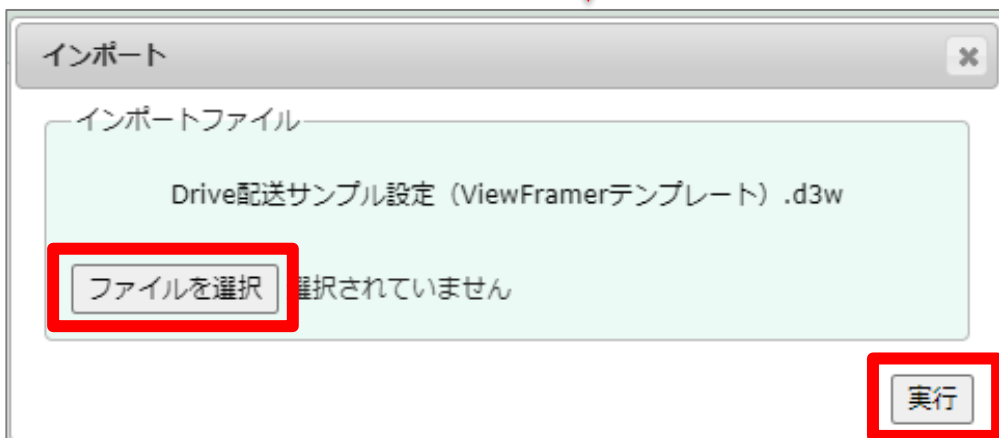 インポート
インポートファイル
Drive配送サンプル設定（ViewFramerテンプレート）.d3w
ファイルを選択 選択されていません
実行